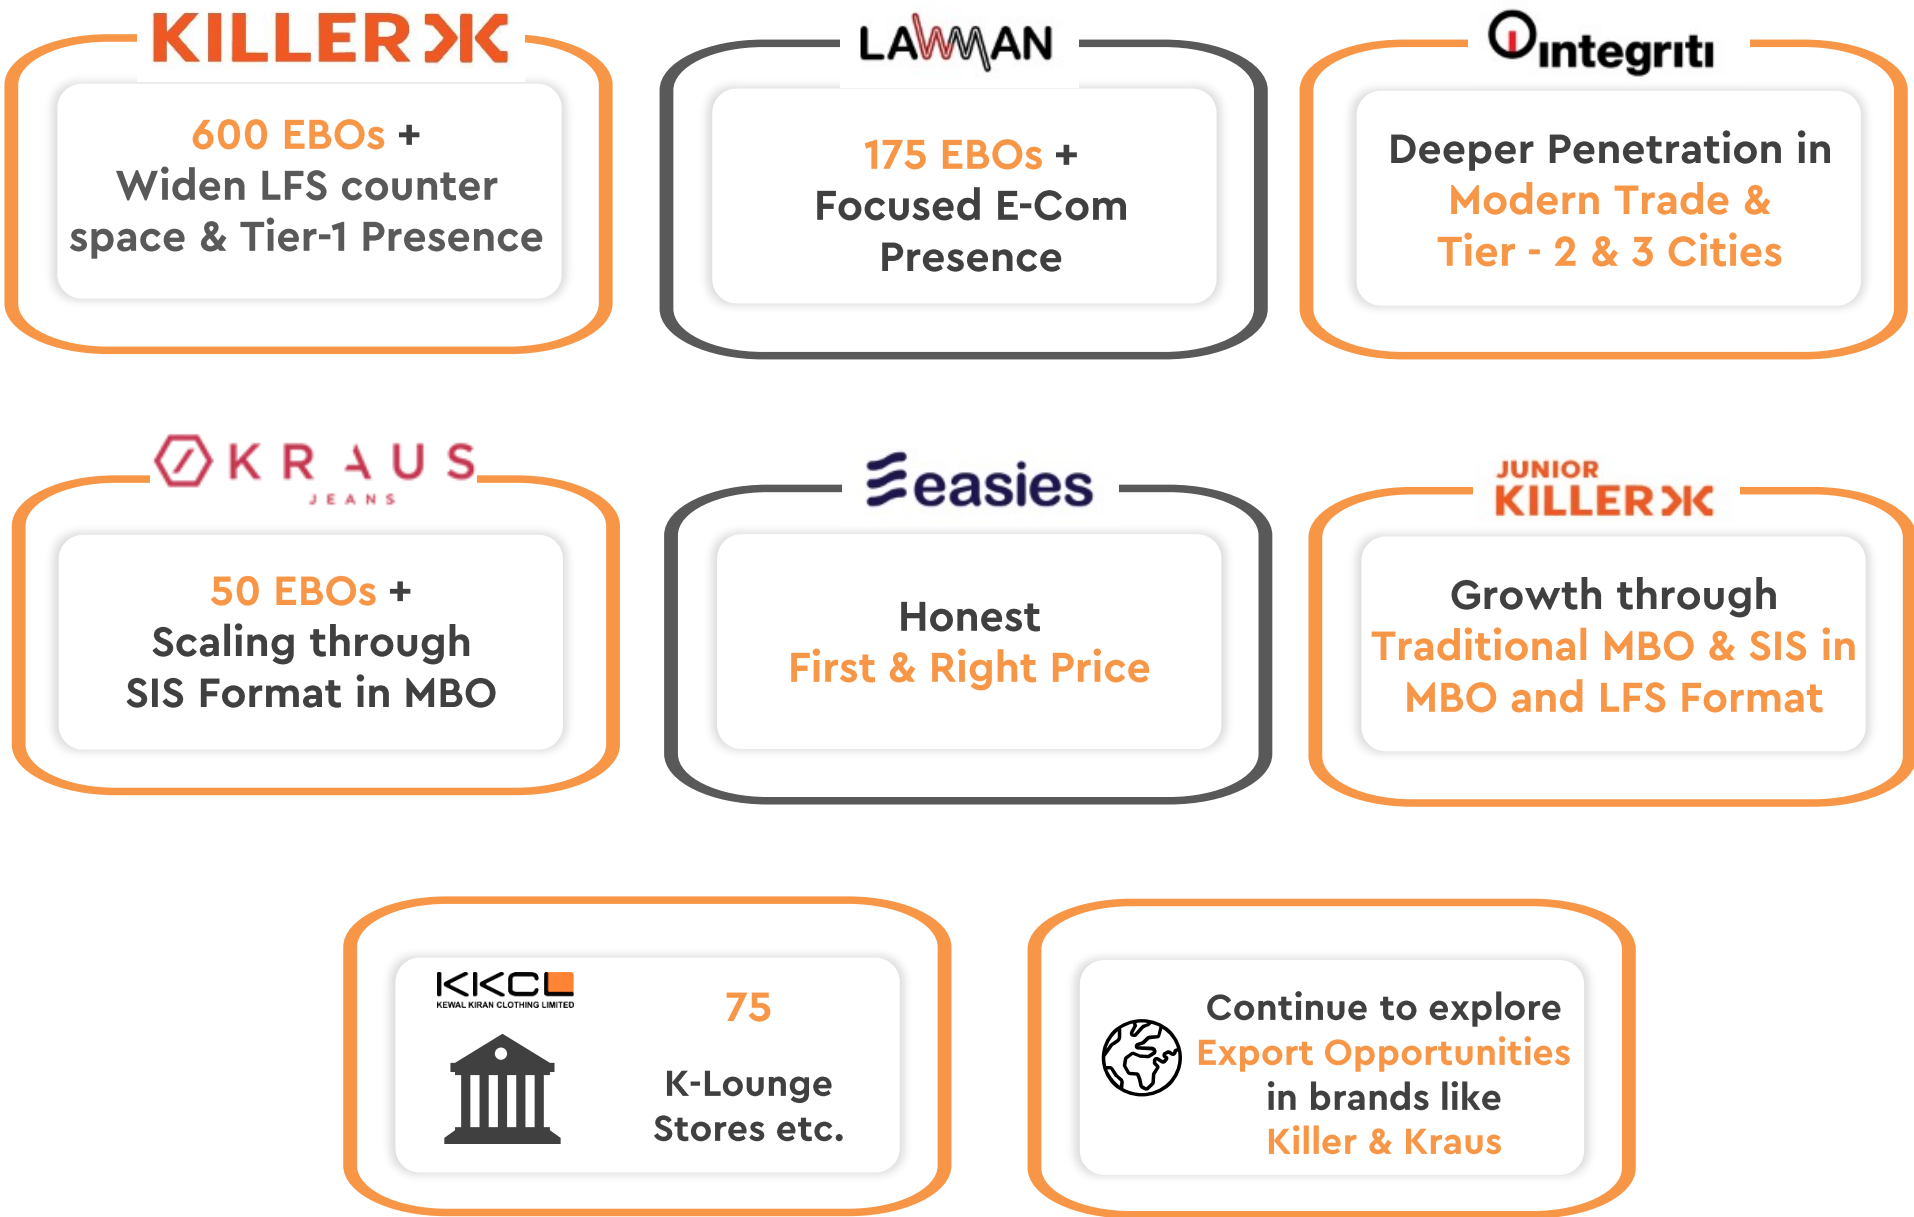 KILLER
600 EBOs +
Widen LFS counter
space & Tier-1 Presence
LAWMAN
175 EBOs +
Focused E-Com
Presence
integriti
Deeper Penetration in
Modern Trade &
Tier - 2 & 3 Cities
KRAUS
JEANS
50 EBOs +
Scaling through
SIS Format in MBO
easies
Honest
First & Right Price
JUNIOR
KILLER
Growth through
Traditional MBO & SIS in
MBO and LFS Format
KKCL
KEWAL KIRAN CLOTHING LIMITED
75
K-Lounge
Stores etc.
Continue to explore
Export Opportunities
in brands like
Killer & Kraus